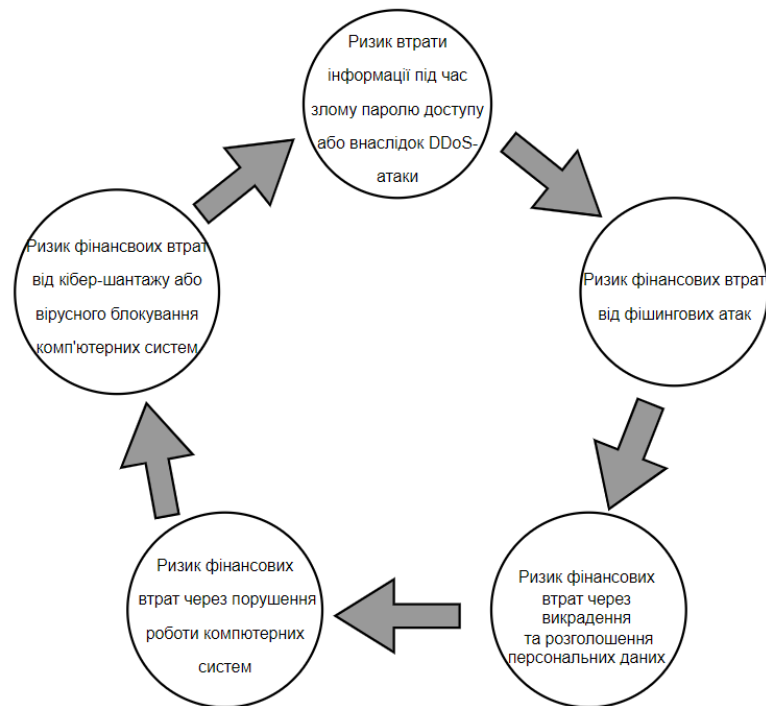 Ризик втрати
інформації під час
злому паролю доступу
або внаслідок DDoS-
атаки
Ризик фінансових втрат
від фішингових атак
Ризик фінансових
втрат через
викрадення
та розголошення
персональних даних
Ризик фінансових
втрат через порушення
роботи компютерних
систем
Ризик фінансвоих втрат
від кібер-шантажу або
вірусного блокування
комп'ютерних систем